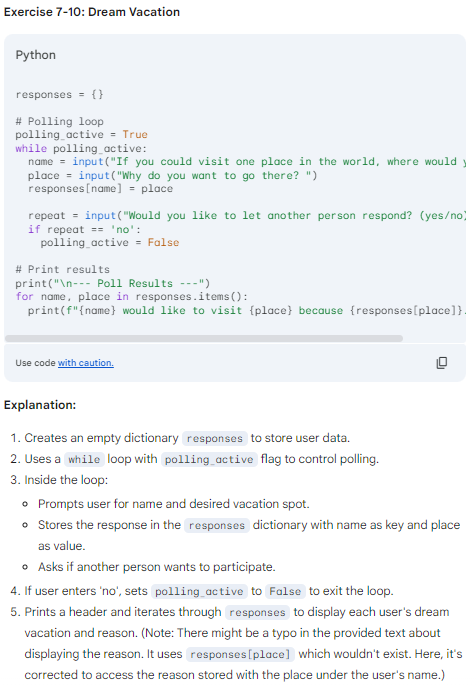 Exercise 7-10: Dream Vacation
Python
responses = {}
# Polling loop
polling_active = True
while polling_active:
  name = input("If you could visit one place in the world, where would y
  place = input("Why do you want to go there? ")
  responses[name] = place
  repeat = input("Would you like to let another person respond? (yes/no)
  if repeat == 'no':
    polling_active = False
# Print results
print("\n--- Poll Results ---")
for name, place in responses.items():
  print(f"{name} would like to visit {place} because {responses[place]}.
Use code with caution.
Explanation:
1. Creates an empty dictionary responses to store user data.
2. Uses a while loop with polling_active flag to control polling.
3. Inside the loop:
○ Prompts user for name and desired vacation spot.
○ Stores the response in the responses dictionary with name as key and place
as value.
○ Asks if another person wants to participate.
4. If user enters 'no', sets polling_active to False to exit the loop.
5. Prints a header and iterates through responses to display each user's dream
vacation and reason. (Note: There might be a typo in the provided text about
displaying the reason. It uses responses[place] which wouldn't exist. Here, it's
corrected to access the reason stored with the place under the user's name.)